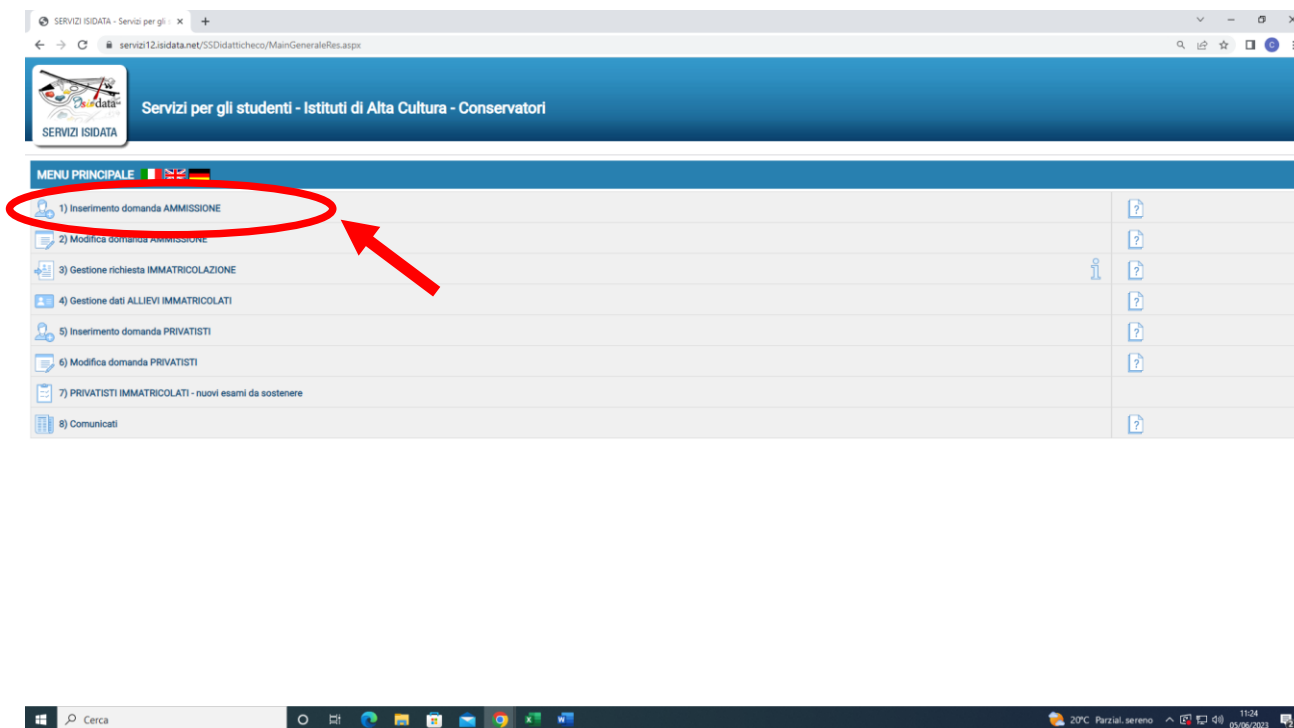 SERVIZI ISIDATA - Servizi per gli
servizi12.isidata.net/SSDidatticheco/MainGeneraleRes.aspx
C
Isidata
SERVIZI ISIDATA
Servizi per gli studenti - Istituti di Alta Cultura - Conservatori
MENU PRINCIPALE
1) Inserimento domanda AMMISSIONE
2) Modifica domanda AMMISSIONE
3) Gestione richiesta IMMATRICOLAZIONE
4) Gestione dati ALLIEVI IMMATRICOLATI
5) Inserimento domanda PRIVATISTI
6) Modifica domanda PRIVATISTI
7) PRIVATISTI IMMATRICOLATI - nuovi esami da sostenere
8) Comunicati
Cerca
20°C Parzial. sereno
11:24
05/06/2023